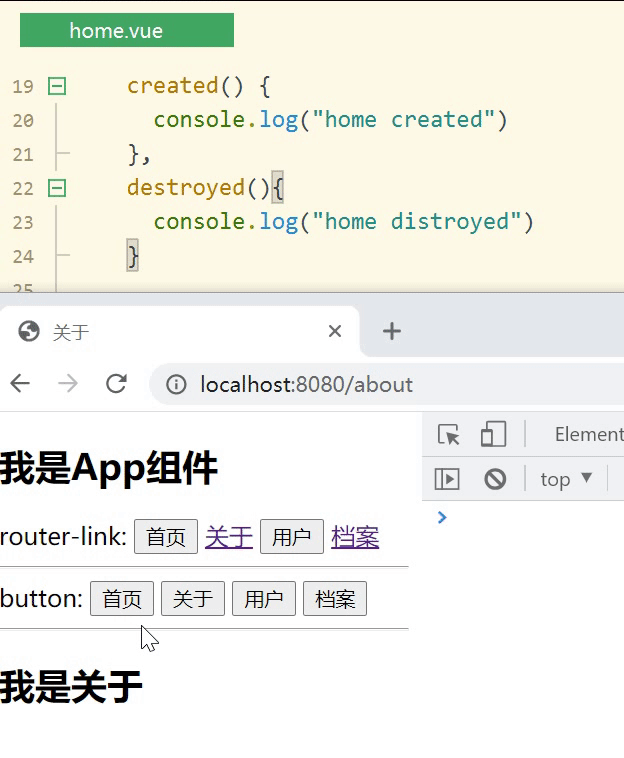 home.vue
19 created() {
20 console.log("home created")
21 },
22 destroyed(){
23 console.log("home distroyed")
24 }
25
关于
localhost:8080/about
我是App组件
router-link: 首页 关于 用户 档案
button: 首页 关于 用户 档案
我是关于
Element
top